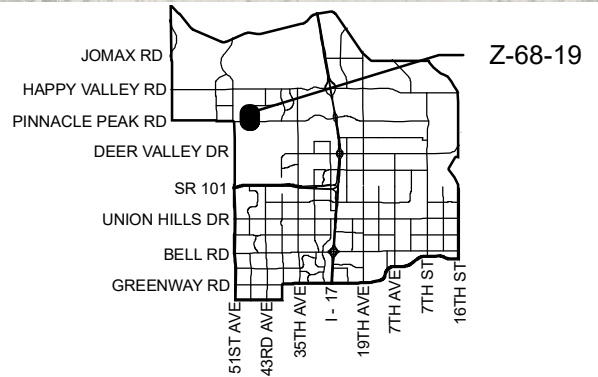 JOMAX RD
Z-68-19
HAPPY VALLEY RD
PINNACLE PEAK RD
DEER VALLEY DR
SR 101
UNION HILLS DR
BELL RD
GREENWAY RD
51ST AVE
43RD AVE
35TH AVE
I - 17
19TH AVE
7TH AVE
7TH ST
16TH ST